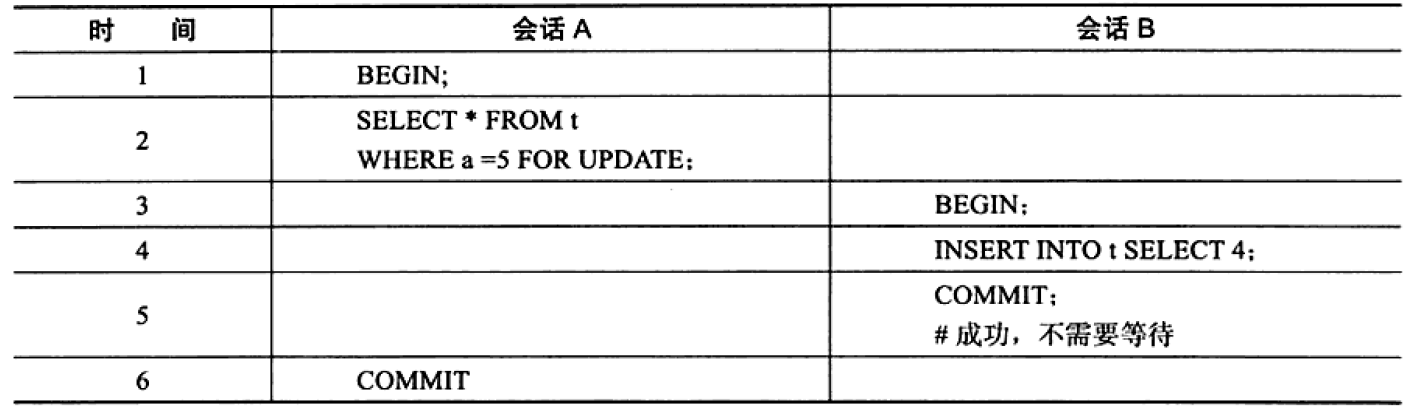 时 间 会话 A 会话 B
1 BEGIN;
2 SELECT * FROM t
WHERE a =5 FOR UPDATE;
3 BEGIN;
4 INSERT INTO t SELECT 4;
5 COMMIT;
# 成功，不需要等待
6 COMMIT